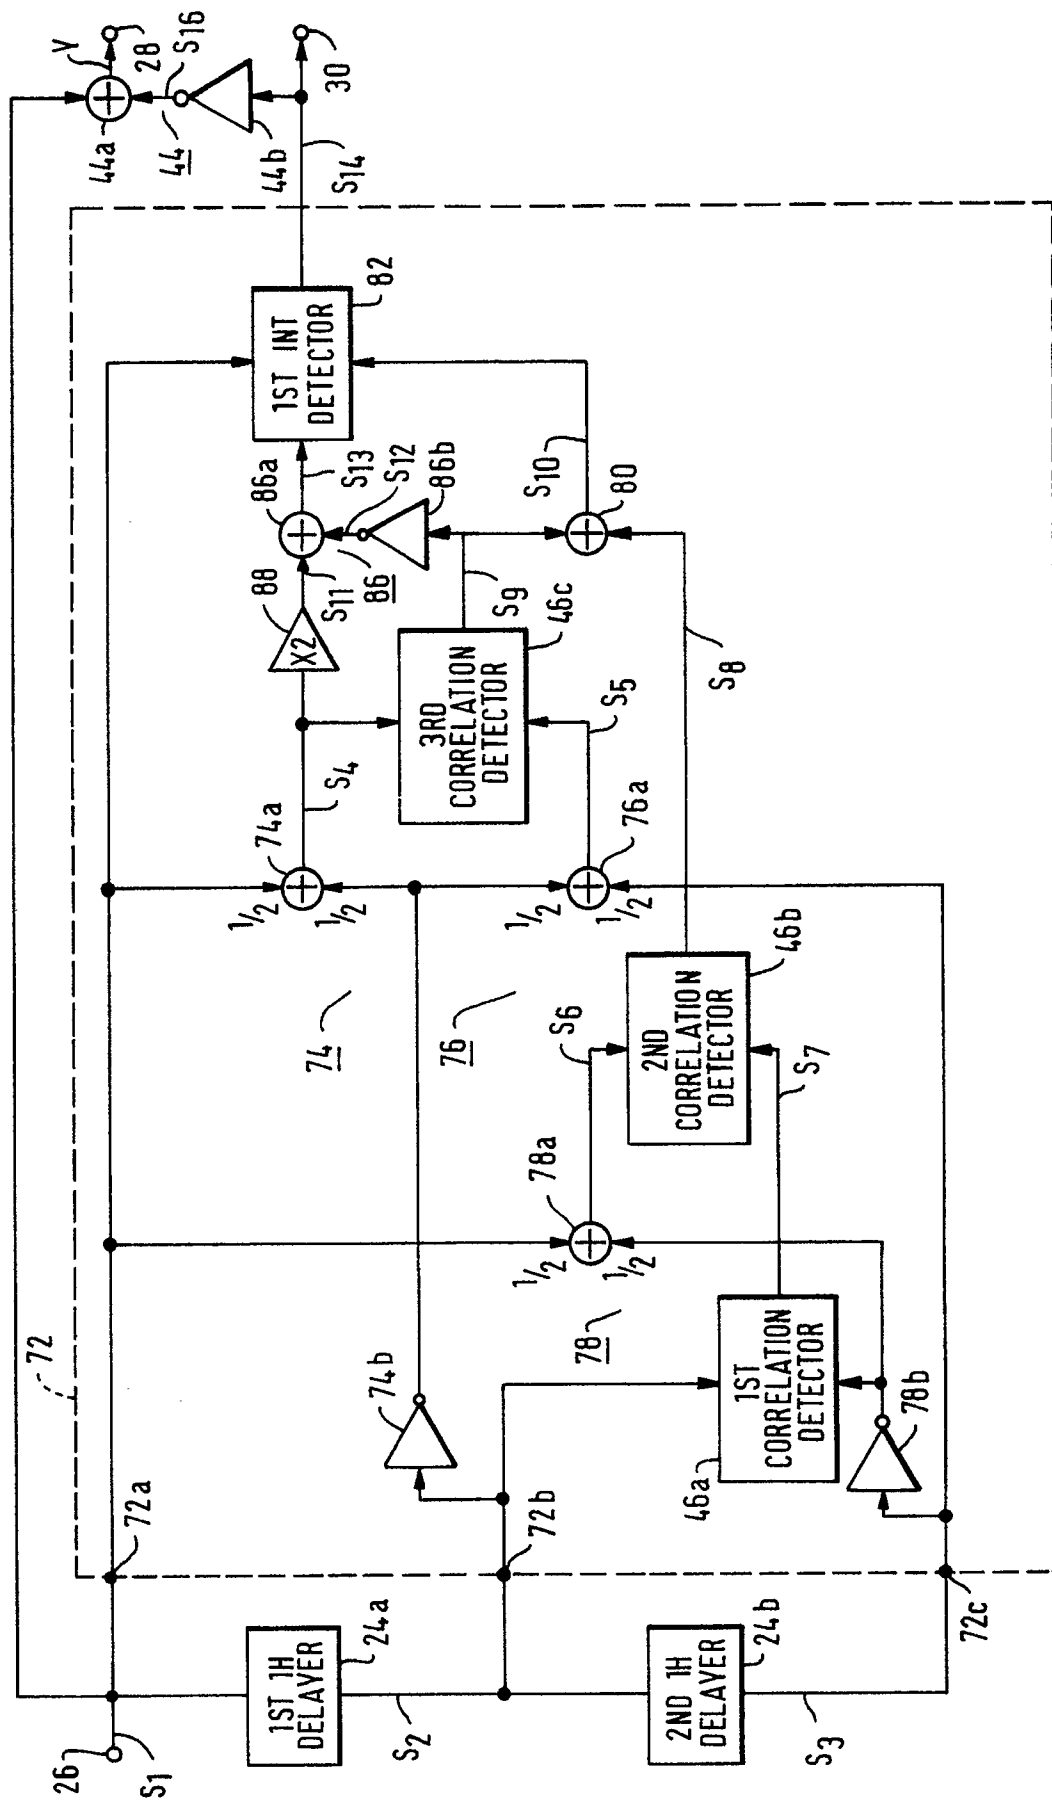 26
S1
1ST 1H
DELAYER
24a
S2
2ND 1H
DELAYER
24b
S3
72
72a
72b
72c
74b
46a
1ST
CORRELATION
DETECTOR
78b
78
78a
1/2
1/2
S6
S7
2ND
CORRELATION
DETECTOR
46b
74
76
74a
1/2
1/2
76a
1/2
1/2
S4
S5
S8
3RD
CORRELATION
DETECTOR
46c
S9
X2
88
S11
86
86a
S12
86b
S13
S10
80
1ST INT
DETECTOR
82
S14
44a
44
44b
S16
V
28
30